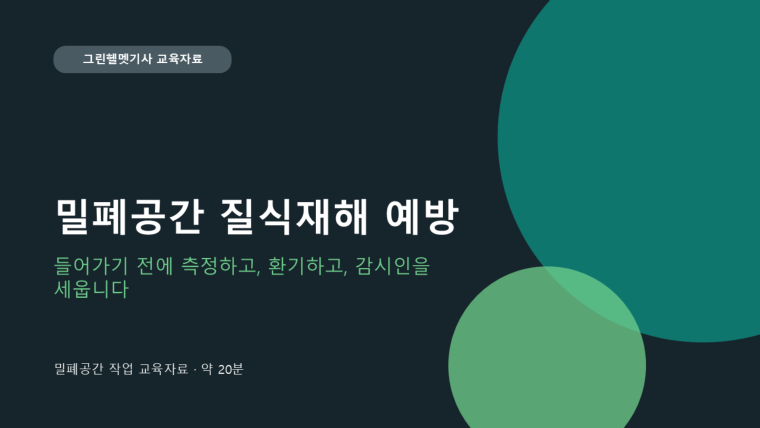 그린헬멧기사 교육자료
밀폐공간 질식재해 예방
들어가기 전에 측정하고, 환기하고, 감시인을
세웁니다
밀폐공간 작업 교육자료 · 약 20분